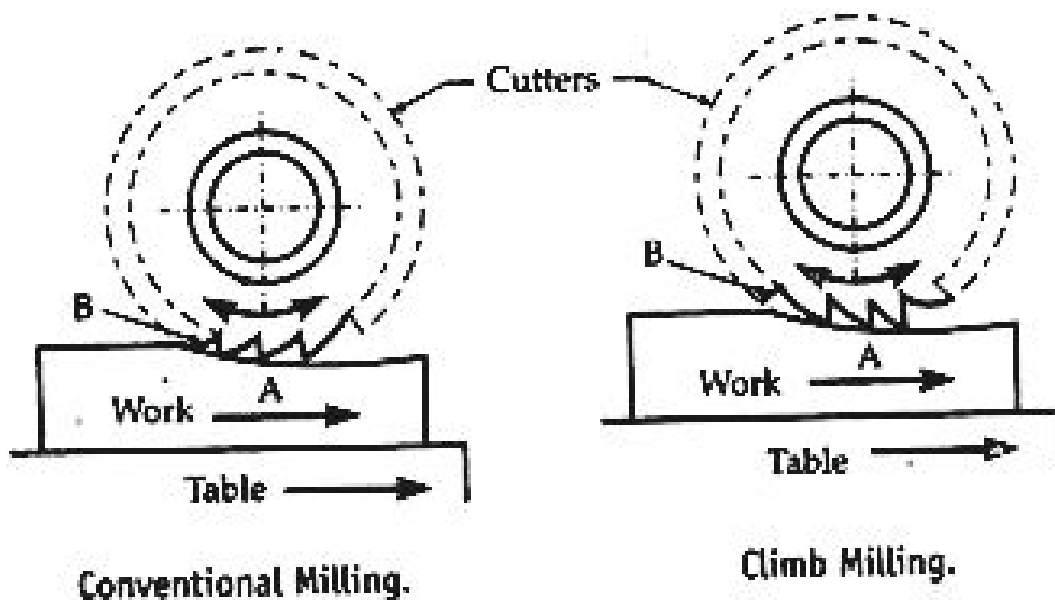 Cutters
B
A
Work
Table
Conventional Milling.
B
A
Work
Table
Climb Milling.